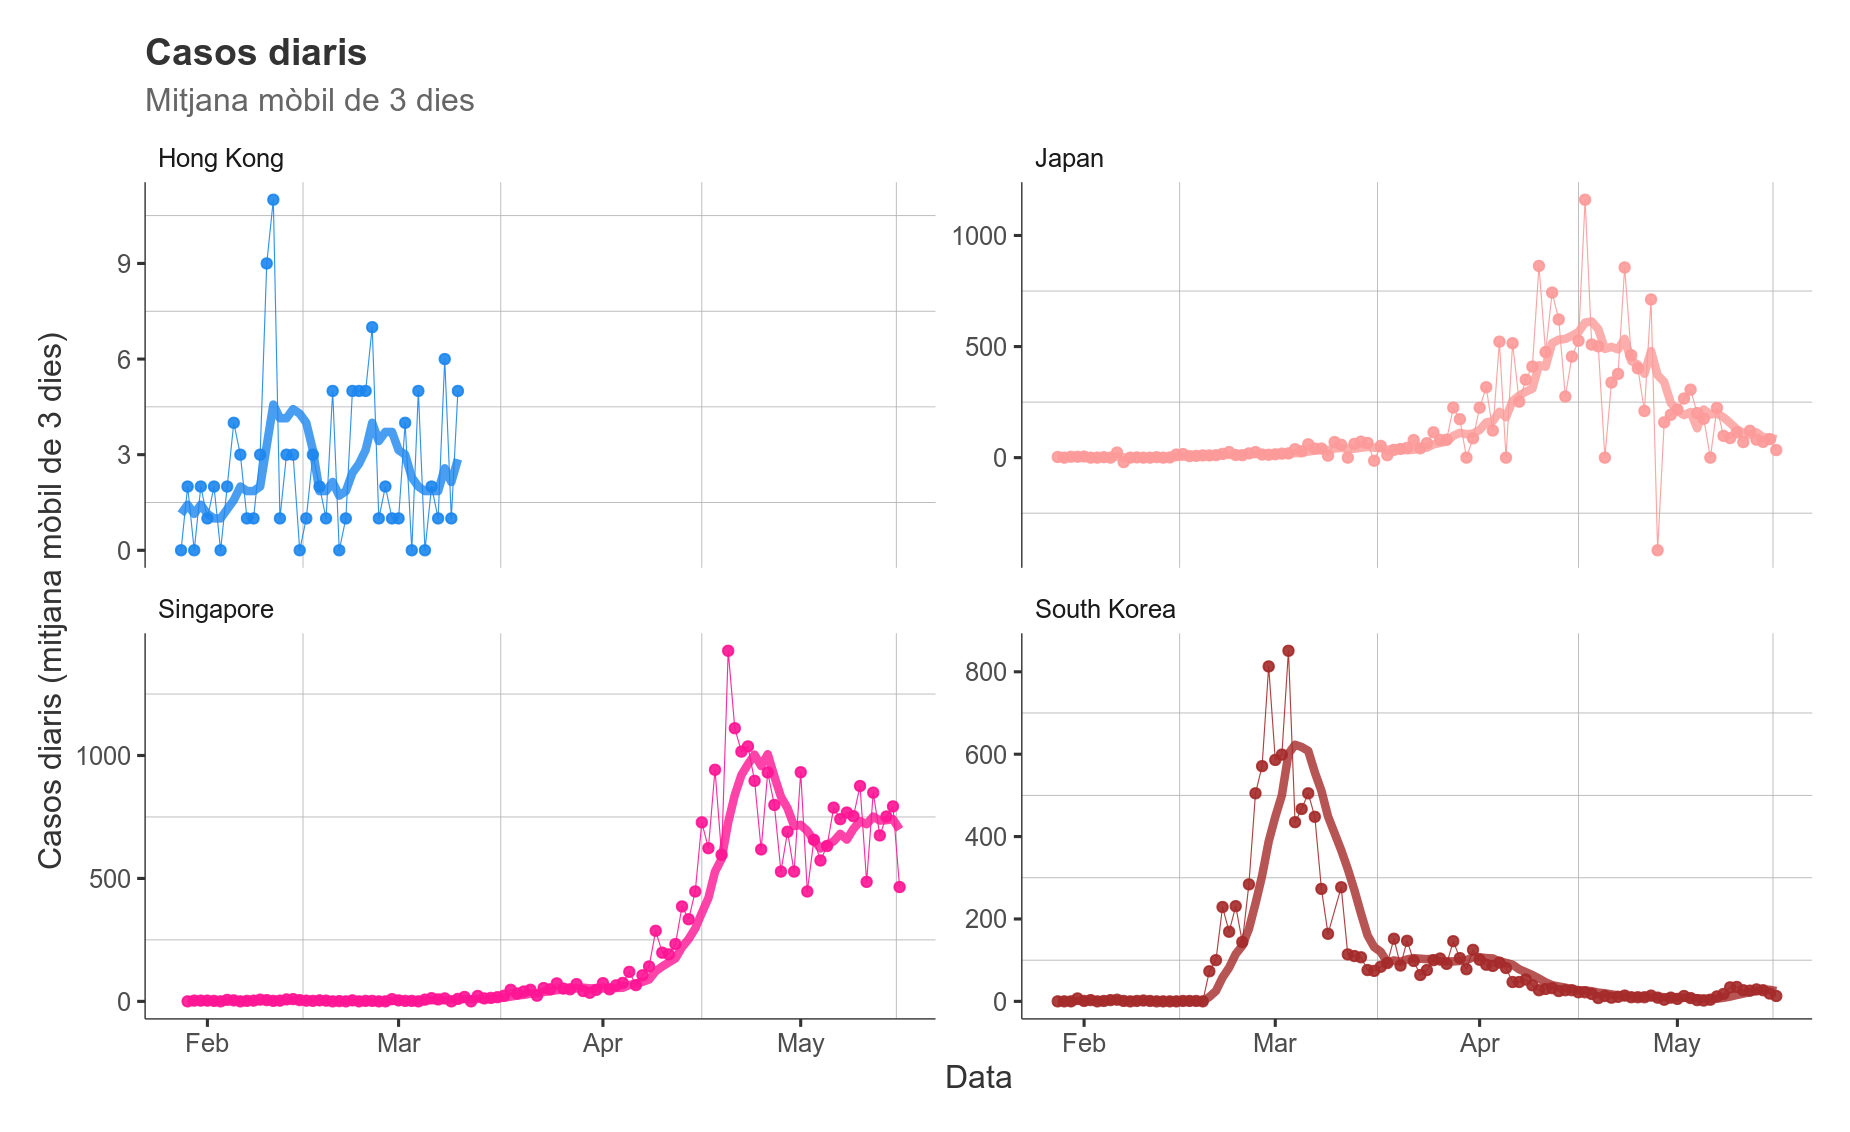 Casos diaris
Mitjana mòbil de 3 dies
Casos diaris (mitjana mòbil de 3 dies)
Hong Kong
9
6
3
0
Japan
1000
500
0
Singapore
1000
500
0
Feb Mar Apr May
South Korea
800
600
400
200
0
Feb Mar Apr May
Data